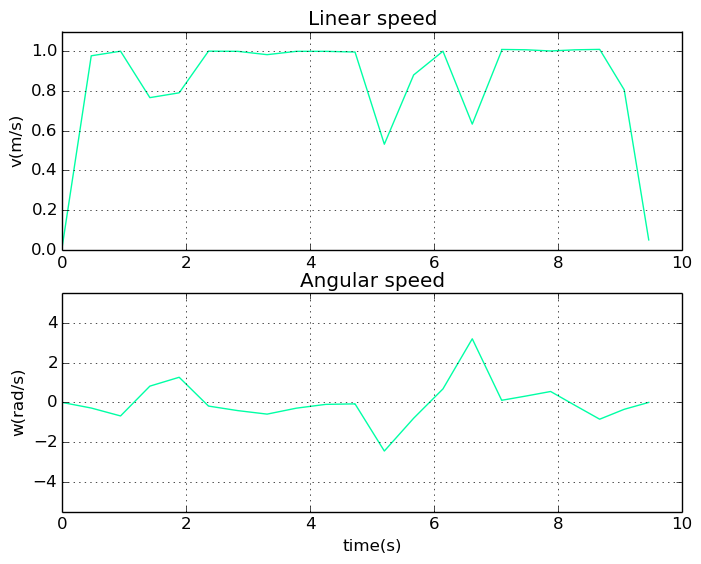 Linear speed
v(m/s)
1.0
0.8
0.6
0.4
0.2
0.0
0 2 4 6 8 10
Angular speed
w(rad/s)
4
2
0
−2
−4
0 2 4 6 8 10
time(s)